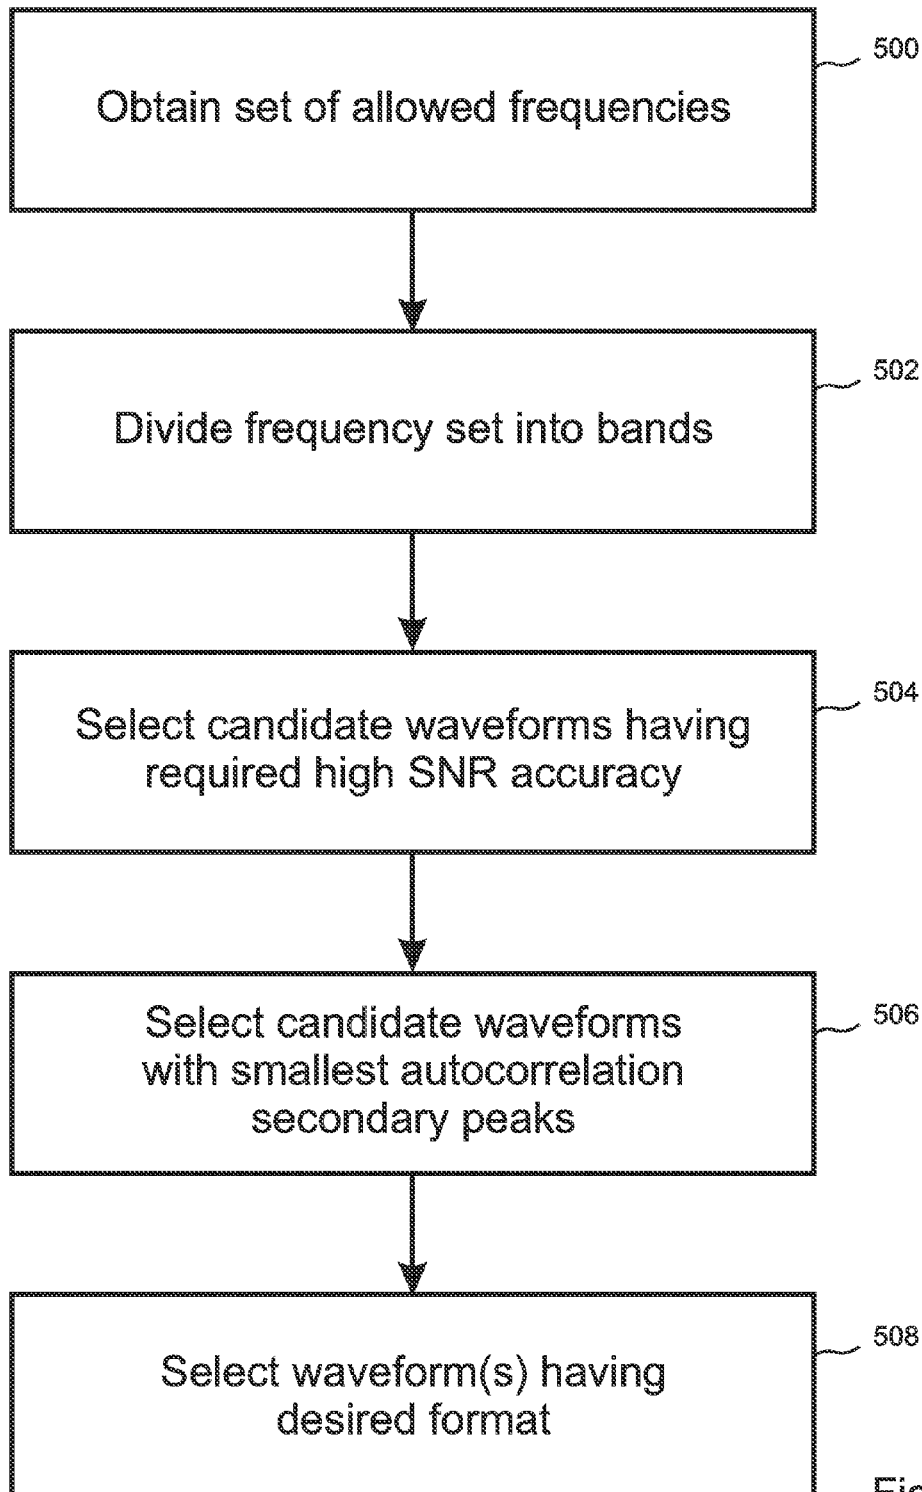 500
Obtain set of allowed frequencies
502
Divide frequency set into bands
504
Select candidate waveforms having
required high SNR accuracy
506
Select candidate waveforms
with smallest autocorrelation
secondary peaks
508
Select waveform(s) having
desired format